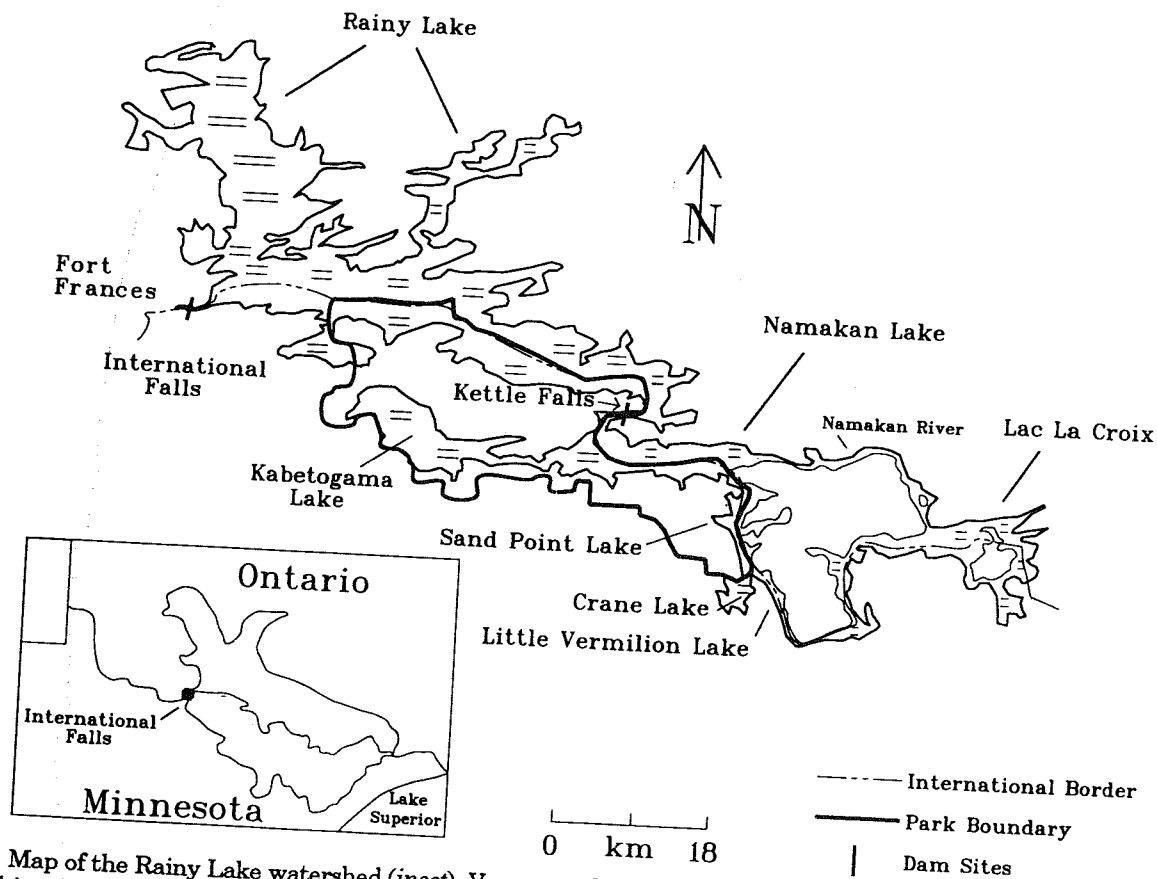 Rainy Lake
N
Fort
Frances
International
Falls
Namakan Lake
Kettle Falls
Namakan River
Lac La Croix
Kabetogama
Lake
Sand Point Lake
Crane Lake
Little Vermilion Lake
Ontario
International
Falls
Minnesota
Lake
Superior
International Border
Park Boundary
Dam Sites
0 km 18
Map of the Rainy Lake watershed (inset)